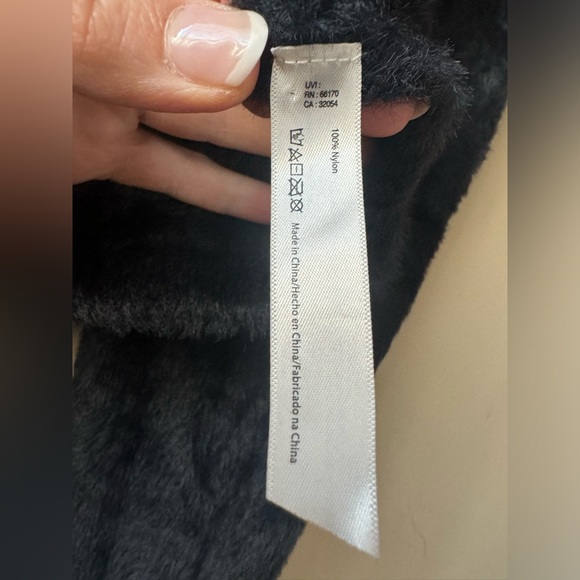 UVI :
RN : 66170
CA : 32054
100% Nylon
Made in China/Hecho en China/Fabricado na China